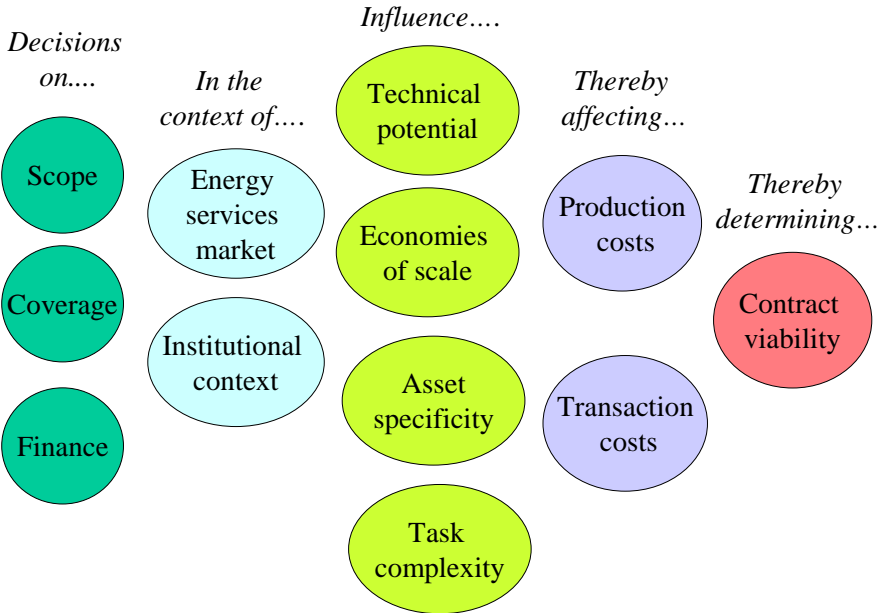 Decisions
on....
Scope
Coverage
Finance
In the
context of….
Energy
services
market
Institutional
context
Influence….
Technical
potential
Economies
of scale
Asset
specificity
Task
complexity
Thereby
affecting…
Production
costs
Transaction
costs
Thereby
determining…
Contract
viability